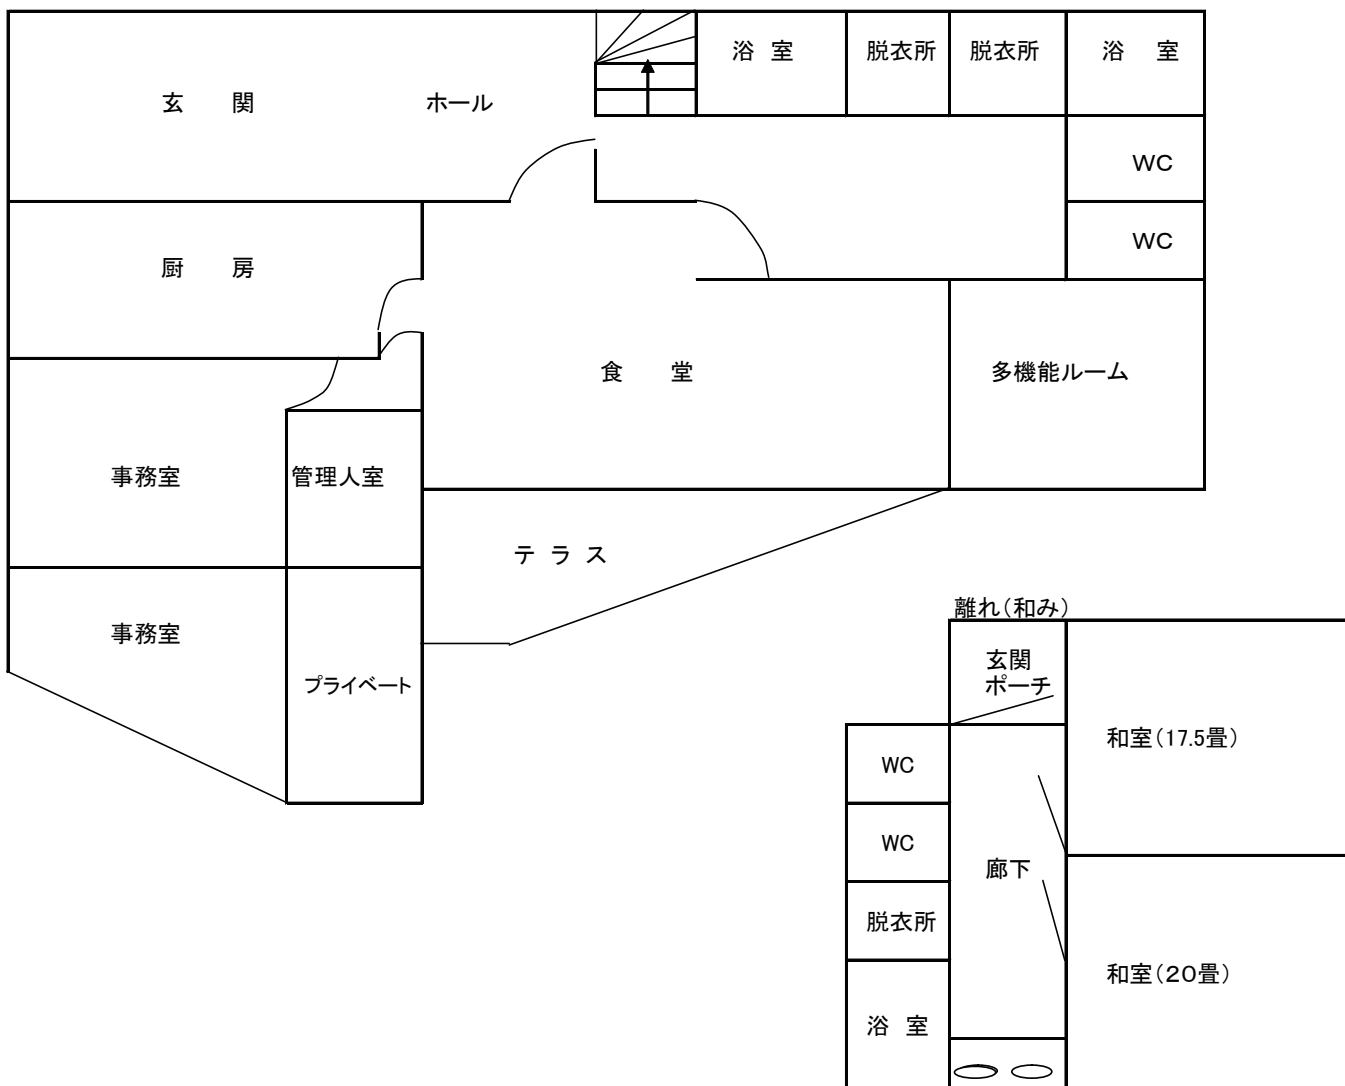 浴 室
脱衣所
脱衣所
浴 室
玄 関
ホール
WC
WC
厨 房
食 堂
多機能ルーム
事務室
管理人室
テ ラ ス
離れ（和み）
事務室
玄関
ポーチ
プライベート
和室（17.5畳）
WC
WC
廊下
脱衣所
和室（２０畳）
浴 室